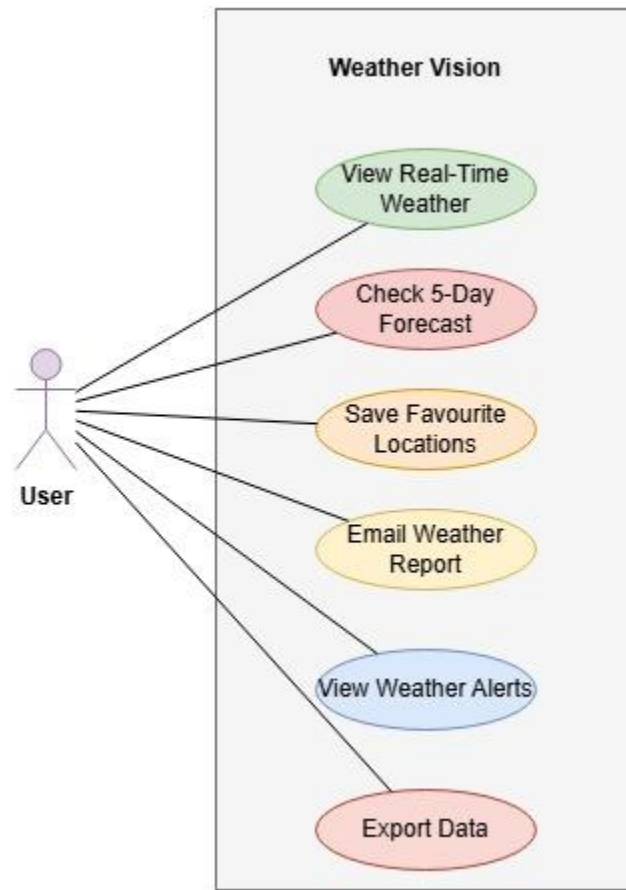 Weather Vision
View Real-Time
Weather
Check 5-Day
Forecast
Save Favourite
Locations
User
Email Weather
Report
View Weather Alerts
Export Data